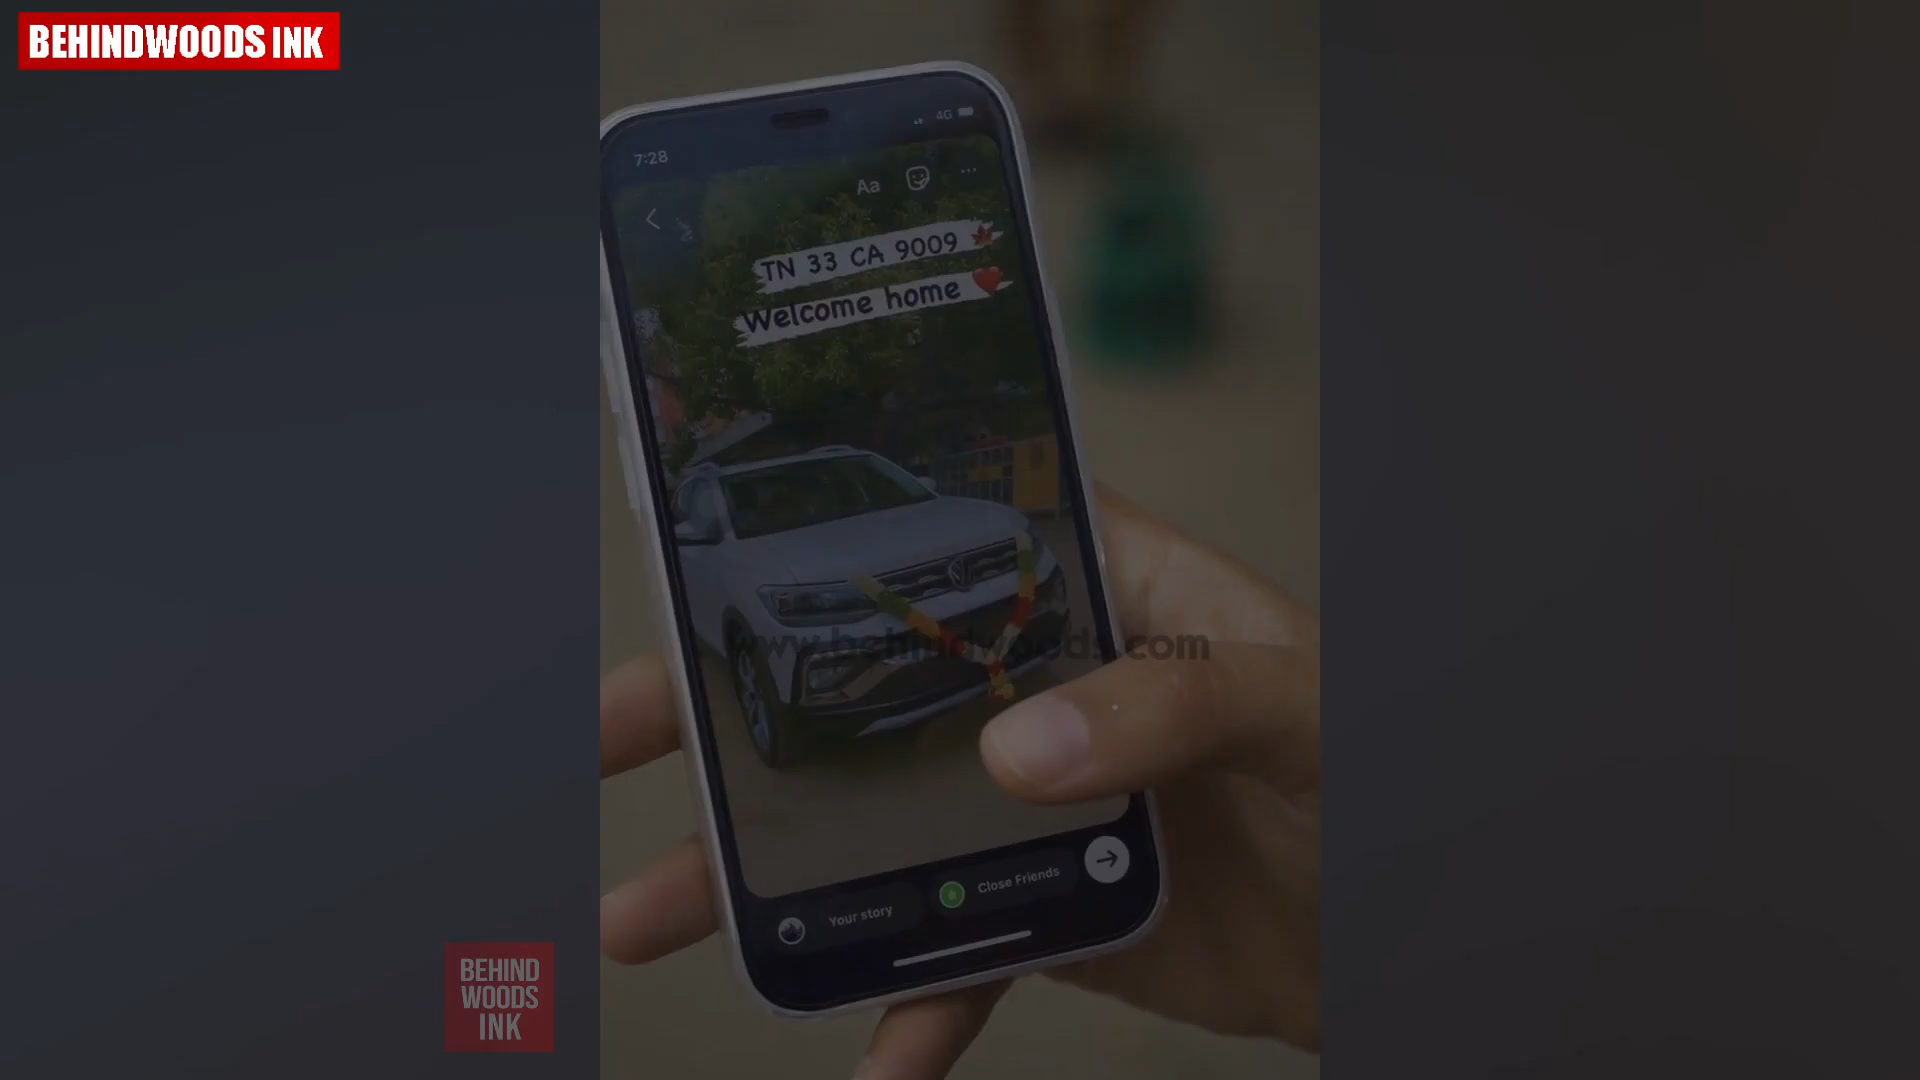 BEHINDWOODS INK
7:28
4G
Aa
TN 33 CA 9009
Welcome home
www.behindwoods.com
Close Friends
Your story
BEHIND
WOODS
INK